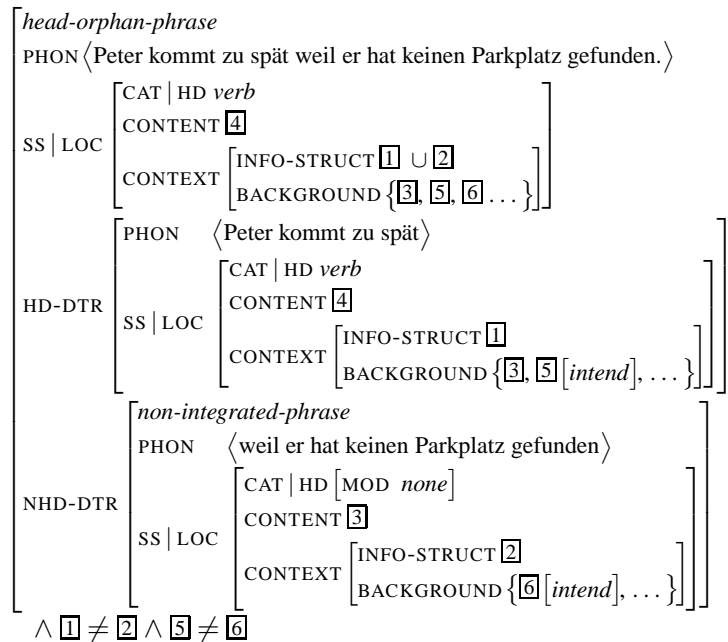 head-orphan-phrase
PHON ⟨Peter kommt zu spät weil er hat keinen Parkplatz gefunden.⟩
CAT | HD verb
CONTENT 4
SS | LOC
INFO-STRUCT 1 ∪ 2
CONTEXT
BACKGROUND {3, 5, 6 ...}
PHON ⟨Peter kommt zu spät⟩
CAT | HD verb
CONTENT 4
HD-DTR
SS | LOC
INFO-STRUCT 1
CONTEXT
BACKGROUND {3, 5 [intend], ...}
non-integrated-phrase
PHON ⟨weil er hat keinen Parkplatz gefunden⟩
CAT | HD [MOD none]
NHD-DTR
CONTENT 3
SS | LOC
INFO-STRUCT 2
CONTEXT
BACKGROUND {6 [intend], ...}
∧ 1 ≠ 2 ∧ 5 ≠ 6